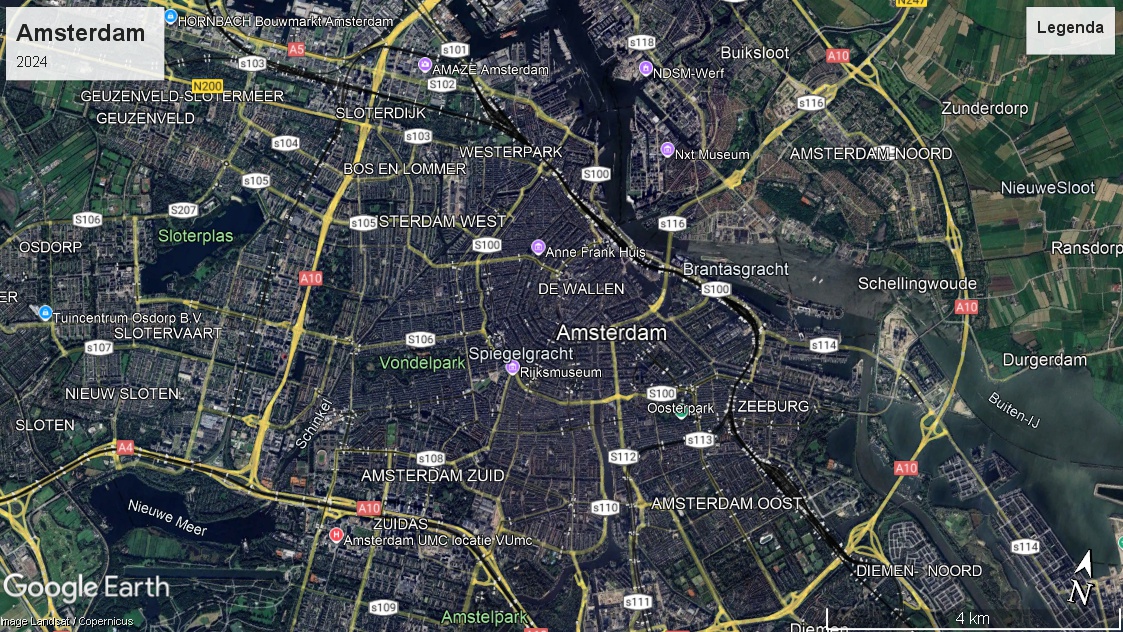 Amsterdam
2024
Legenda
HORNBACH Bouwmarkt Amsterdam
A5
s101
s118
Buiksloot
A10
N247
s103
AMAZE Amsterdam
NDSM-Werf
N200
s102
GEUZENVELD-SLOTERMEER
GEUZENVELD
SLOTERDIJK
s116
Zunderdorp
s103
s104
WESTERPARK
Nxt Museum
AMSTERDAM-NOORD
BOS EN LOMMER
S100
s105
NieuweSloot
S207
S106
s105
STERDAM WEST
s116
Sloterplas
OSDORP
S100
Anne Frank Huis
Ransdorp
Brantasgracht
A10
DE WALLEN
S100
Schellingwoude
ER
Tuincentrum Osdorp B.V.
A10
SLOTERVAART
Amsterdam
S106
s114
s107
Spiegelgracht
Vondelpark
Rijksmuseum
Durgerdam
NIEUW SLOTEN
S100
Oosterpark
ZEEBURG
Buiten-IJ
Schinkel
SLOTEN
s113
A4
s108
S112
A10
AMSTERDAM ZUID
Nieuwe Meer
A10
s110
AMSTERDAM OOST
ZUIDAS
Amsterdam UMC locatie VUmc
s114
N
DIEMEN- NOORD
Google Earth
s109
s111
Amstelpark
4 km
Image Landsat / Copernicus
Diemen